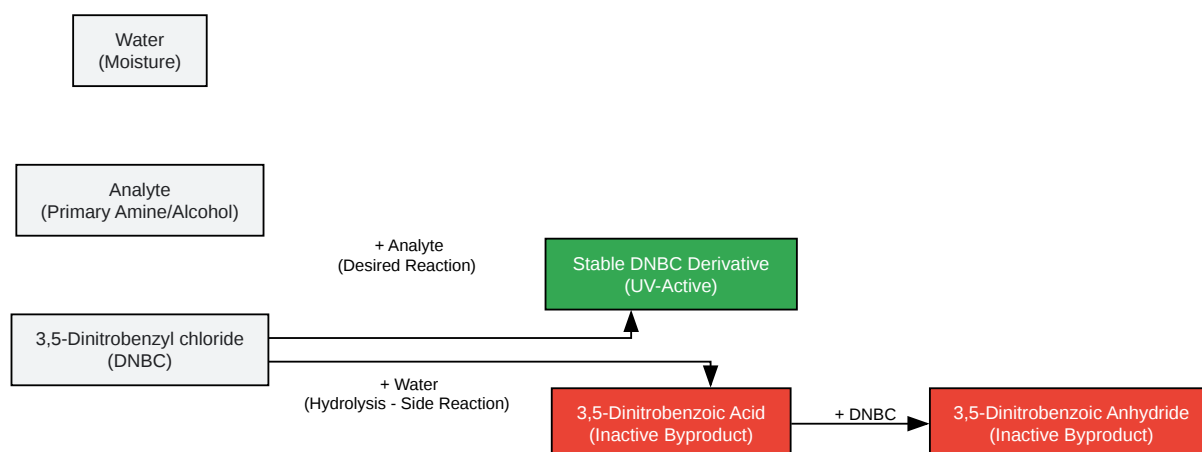 Water
(Moisture)
Analyte
(Primary Amine/Alcohol)
+ Analyte
(Desired Reaction)
Stable DNBC Derivative
(UV-Active)
3,5-Dinitrobenzyl chloride
(DNBC)
+ Water
(Hydrolysis - Side Reaction)
3,5-Dinitrobenzoic Acid
(Inactive Byproduct)
+ DNBC
3,5-Dinitrobenzoic Anhydride
(Inactive Byproduct)